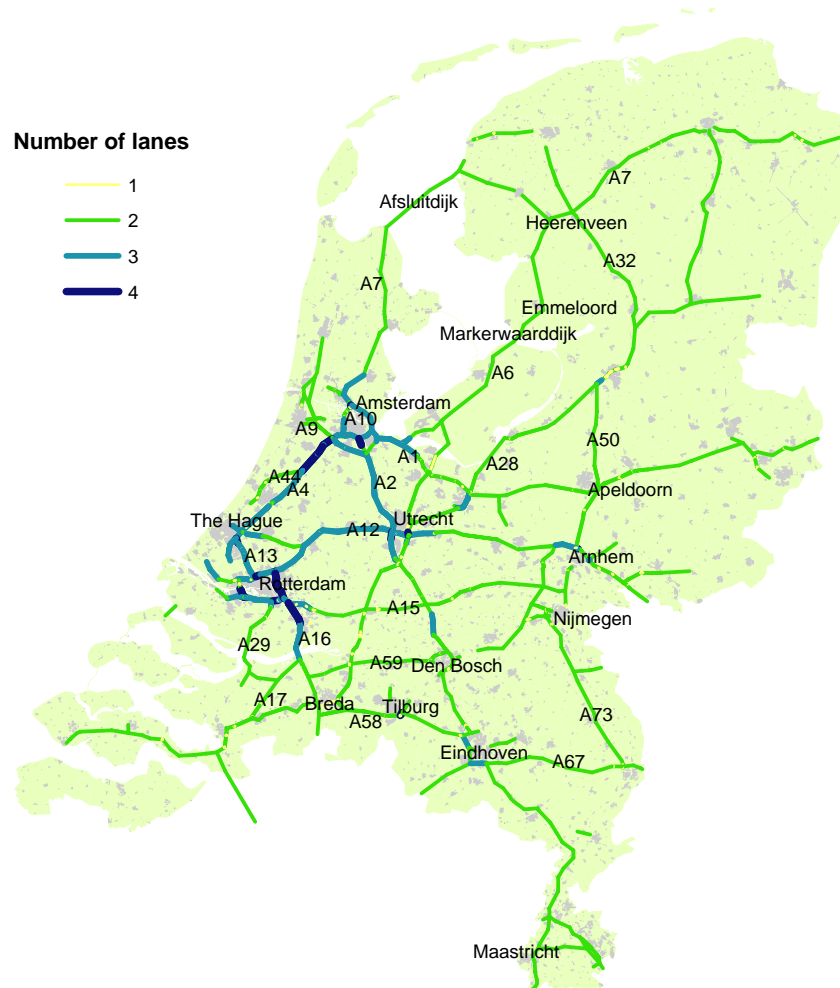 Number of lanes
1
2
3
4
A7
Afsluitdijk
Heerenveen
A32
A7
Emmeloord
Markerwaarddijk
A6
Amsterdam
A10
A9
A50
A1
A28
A44
A4
A2
Apeldoorn
The Hague
A12
Utrecht
A13
Arnhem
Rotterdam
A15
Nijmegen
A29
A16
A59
Den Bosch
A17
Breda
Tilburg
A58
A73
Eindhoven
A67
Maastricht